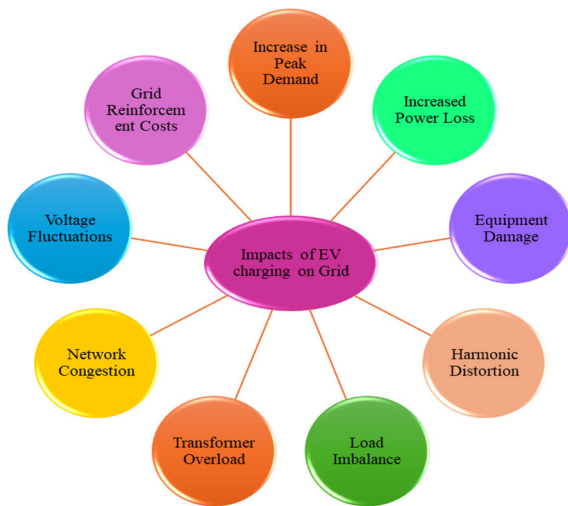 Increase in
Peak
Demand
Increased
Power Loss
Equipment
Damage
Harmonic
Distortion
Load
Imbalance
Transformer
Overload
Network
Congestion
Voltage
Fluctuations
Grid
Reinforcem
ent Costs
Impacts of EV
charging on Grid